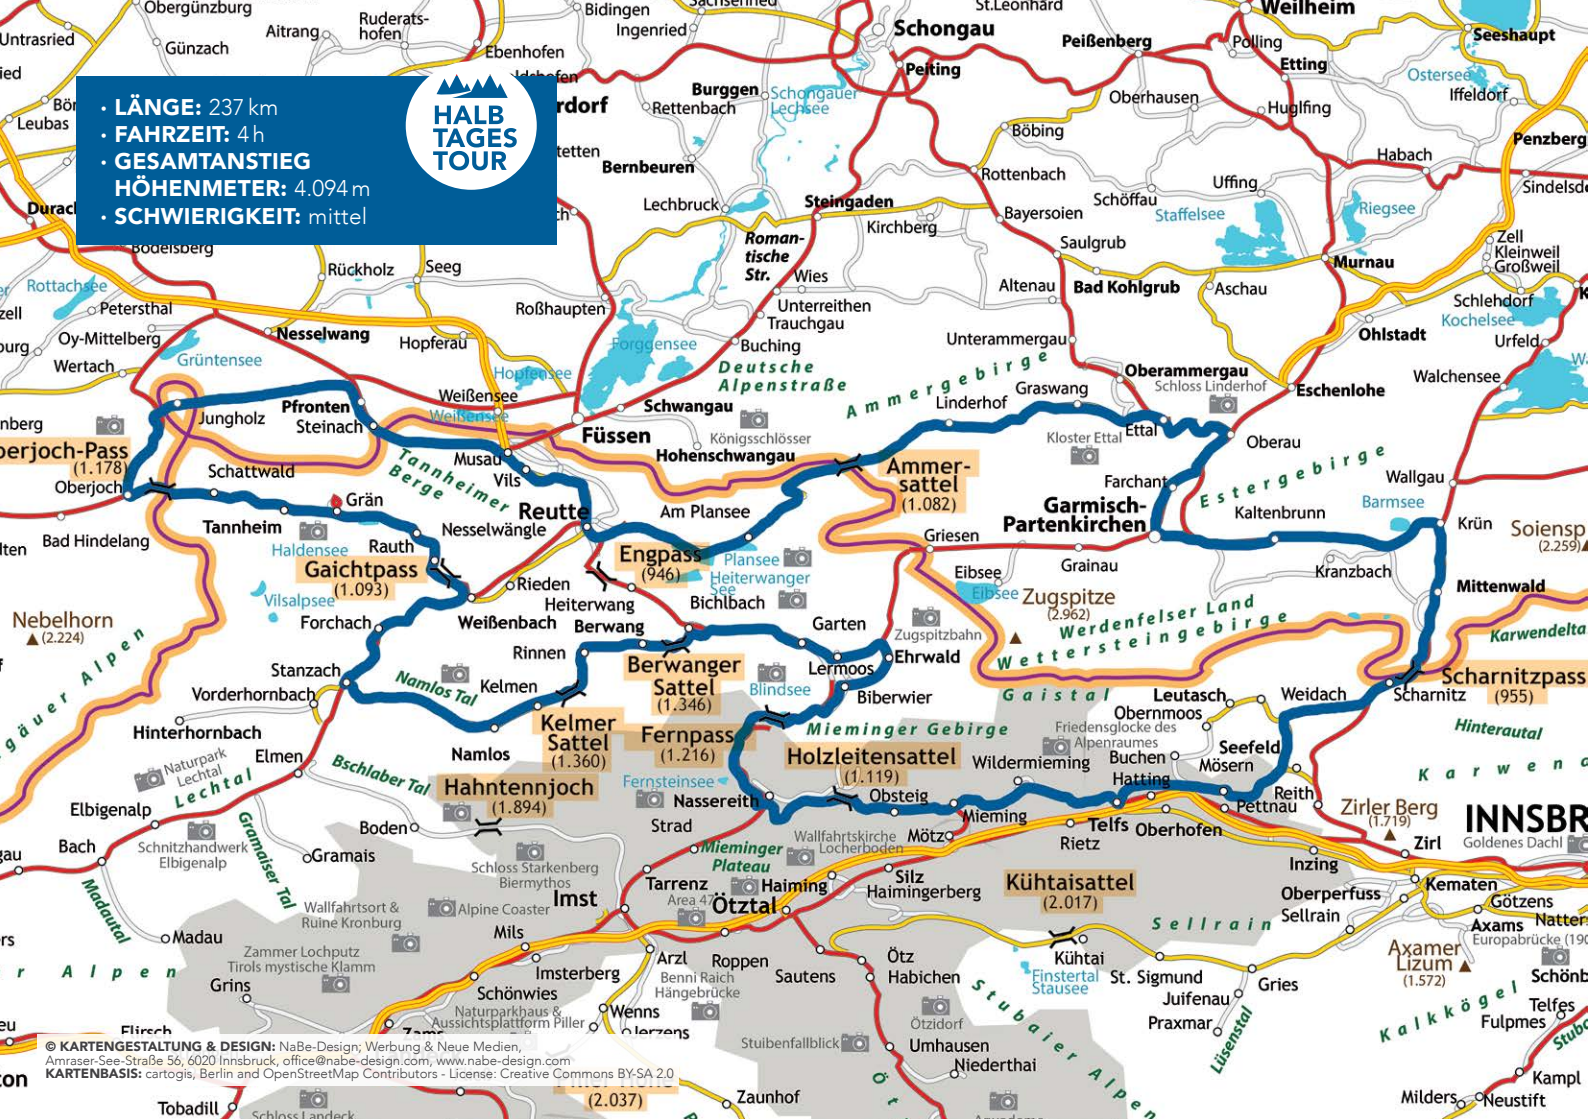 · LÄNGE: 237 km
· FAHRZEIT: 4 h
· GESAMTANSTIEG
HÖHENMETER: 4.094 m
· SCHWIERIGKEIT: mittel
HALB
TAGES
TOUR
Obergünzburg
Untrasried
Günzach
Aitrang
Ruderats-
hofen
Ebenhofen
Bidingen
Ingenried
Schongau
Peiting
St.Leonhard
Peißenberg
Weilheim
Polling
Etting
Seeshaupt
Ostersee
Iffeldorf
Huglfing
Oberhausen
Penzberg
Leubas
Burggen
Rettenbach
Schongauer
Lechsee
Bernbeuren
Böbing
Rottenbach
Habach
Uffing
Schöffau
Staffelsee
Riegsee
Lechbruck
Steingaden
Kirchberg
Bayersoien
Saulgrub
Roman-
tische
Str.
Wies
Unterreithen
Trauchgau
Buching
Altenau
Bad Kohlgrub
Aschau
Murnau
Zell
Kleinweil
Großweil
Schlehdorf
Kochelsee
Ohlstadt
Urfeld
Bodelsberg
Rückholz
Seeg
Roßhaupten
Rottachsee
Petersthal
Oy-Mittelberg
Wertach
Grüntensee
Nesselwang
Hopferau
Hopfensee
Forggensee
Weißensee
Weißensee
Deutsche
Alpenstraße
Unterammergau
Ammergebirge
Graswang
Linderhof
Oberammergau
Schloss Linderhof
Eschenlohe
Walchensee
Jungholz
Pfronten
Steinach
Füssen
Schwangau
Königsschlösser
Hohenschwangau
Kloster Ettal
Ettal
Oberau
(1.178)
Oberjoch
Schattwald
Tannheimer
Berge
Musau
Vils
Ammer-
sattel
(1.082)
Farchant
Estergebirge
Wallgau
Barmsee
Bad Hindelang
Tannheim
Grän
Haldensee
Rauth
Nesselwängle
Reutte
Am Plansee
Garmisch-
Partenkirchen
Kaltenbrunn
Krün
(2.259)
Gaichtpass
(1.093)
Engpass
(946)
Plansee
Heiterwanger
See
Griesen
Grainau
Eibsee
Eibsee
Kranzbach
Mittenwald
Nebelhorn
(2.224)
Vilsalpsee
Forchach
Rieden
Weißenbach
Heiterwang
Bichlbach
Berwang
Garten
Zugspitzbahn
Zugspitze
(2.962)
Werdenfelser Land
Wettersteingebirge
Stanzach
Vorderhornbach
Hinterhornbach
Namlos Tal
Kelmen
Rinnen
Berwanger
Sattel
(1.346)
Blindsee
Lermoos
Ehrwald
Biberwier
Gaistal
Leutasch
Obernmoos
Weidach
Scharnitz
Scharnitzpass
(955)
Namlos
Kelmer
Sattel
(1.360)
Fernpass
(1.216)
Mieminger Gebirge
Friedensglocke des
Alpenraumes
Seefeld
Mösern
Hinterautal
Naturpark
Lechtal
Elmen
Lechtal
Bschlaber Tal
Hahntennjoch
(1.894)
Fernsteinsee
Nassereith
Holzleitensattel
(1.119)
Wildermieming
Buchen
Hatting
Obsteig
Mieming
Pettnau
Reith
Zirler Berg
(1.719)
INNSBR
Goldenes Dachl
Elbigenalp
Schnitzhandwerk
Elbigenalp
Bach
Gramaiser Tal
Boden
Gramais
Strad
Mieminger
Plateau
Wallfahrtskirche
Locherboden
Mötz
Telfs
Rietz
Oberhofen
Inzing
Zirl
Madautal
Madau
Schloss Starkenberg
Biermythos
Imst
Tarrenz
Area 47
Haiming
Ötztal
Silz
Haimingerberg
Kühtaisattel
(2.017)
Oberperfuss
Sellrain
Kematen
Götzens
Axams
Wallfahrtsort &
Ruine Kronburg
Alpine Coaster
Mils
Zammer Lochputz
Tirols mystische Klamm
Grins
Imsterberg
Schönwies
Arzl
Roppen
Benni Raich
Hängebrücke
Sautens
Ötz
Habichen
Kühtai
Finstertal
Stausee
St. Sigmund
Sellrain
Gries
Juifenau
Praxmar
Lüsenstal
Axamer
Lizum
(1.572)
Kalkkögel
Telfes
Fulpmes
Naturparkhaus &
Aussichtsplattform Piller
Wenns
Jerzens
Stuibenfallblick
Ötzidorf
Umhausen
Niederthai
Stubaier Alpen
Kampl
Neustift
Milders
© KARTENGESTALTUNG & DESIGN: NaBe-Design; Werbung & Neue Medien,
Amraser-See-Straße 56, 6020 Innsbruck, office@nabe-design.com, www.nabe-design.com
KARTENBASIS: cartogis, Berlin and OpenStreetMap Contributors - License: Creative Commons BY-SA 2.0
Tobadill
Schloss Landeck
(2.037)
Zaunhof